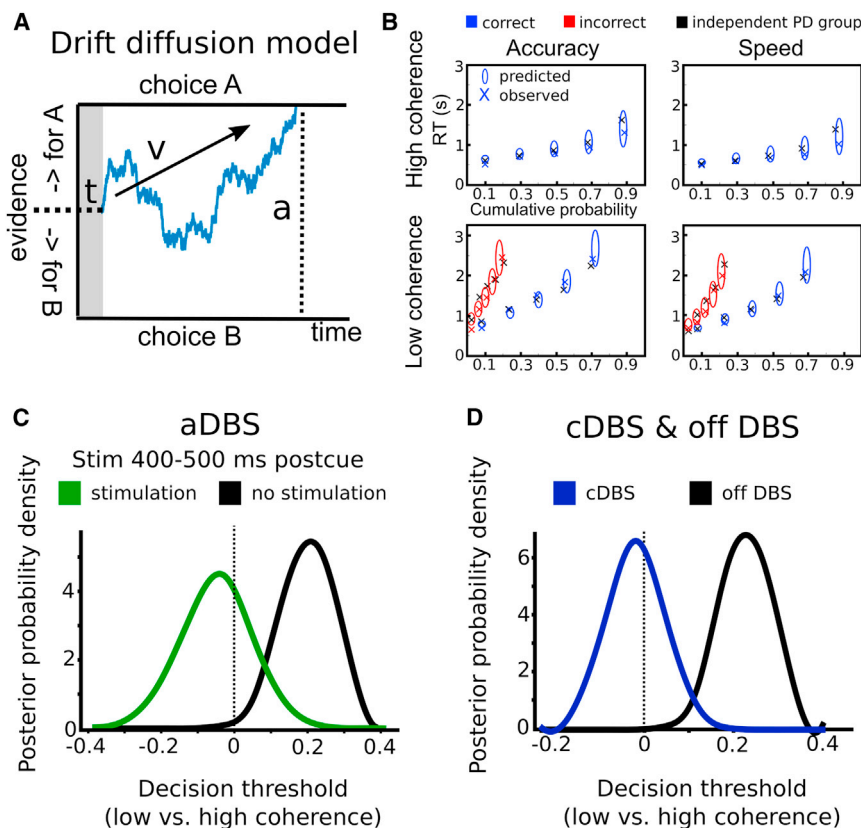 A
Drift diffusion model
choice A
evidence
B for <- -> for A
t
v
a
choice B
time
B
correct
incorrect
independent PD group
Accuracy
Speed
High coherence
RT (s)
predicted
observed
3
2
1
0
0.1 0.3 0.5 0.7 0.9
3
2
1
0
0.1 0.3 0.5 0.7 0.9
Cumulative probability
Low coherence
3
2
1
0
0.1 0.3 0.5 0.7 0.9
3
2
1
0
0.1 0.3 0.5 0.7 0.9
C
aDBS
Stim 400-500 ms postcue
stimulation
no stimulation
Posterior probability density
4
2
0
-0.4 -0.2 0 0.2 0.4
Decision threshold
(low vs. high coherence)
D
cDBS & off DBS
cDBS
off DBS
Posterior probability density
6
4
2
0
-0.2 0 0.2 0.4
Decision threshold
(low vs. high coherence)